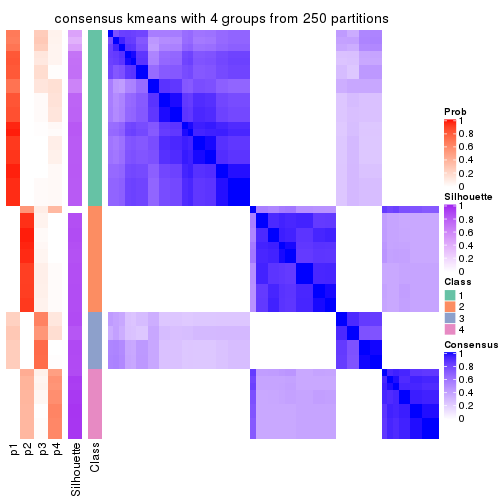 consensus kmeans with 4 groups from 250 partitions
Prob
1
0.8
0.6
0.4
0.2
0
Silhouette
1
0.8
0.6
0.4
0.2
0
Class
1
2
3
4
Consensus
1
0.8
0.6
0.4
0.2
0
p1
p2
p3
p4
Silhouette
Class